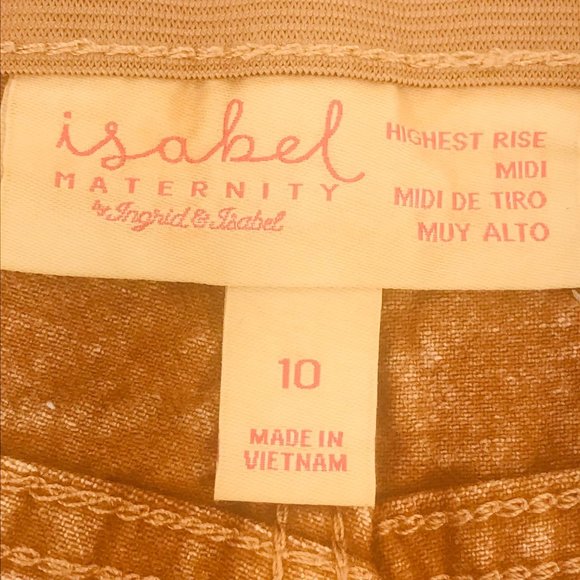 isabel
MATERNITY
by Ingrid & Isabel
HIGHEST RISE
MIDI
MIDI DE TIRO
MUY ALTO
10
MADE IN
VIETNAM